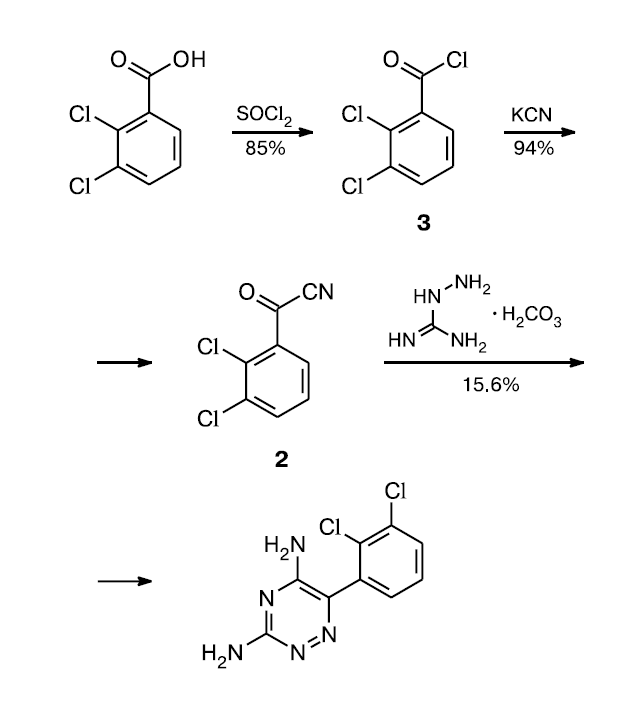 O OH
Cl
Cl
SOCl2
85%
O Cl
Cl
Cl
3
KCN
94%
O CN
Cl
Cl
2
NH2
HN
HN NH2
· H2CO3
15.6%
Cl
Cl
H2N
N
N
N
H2N